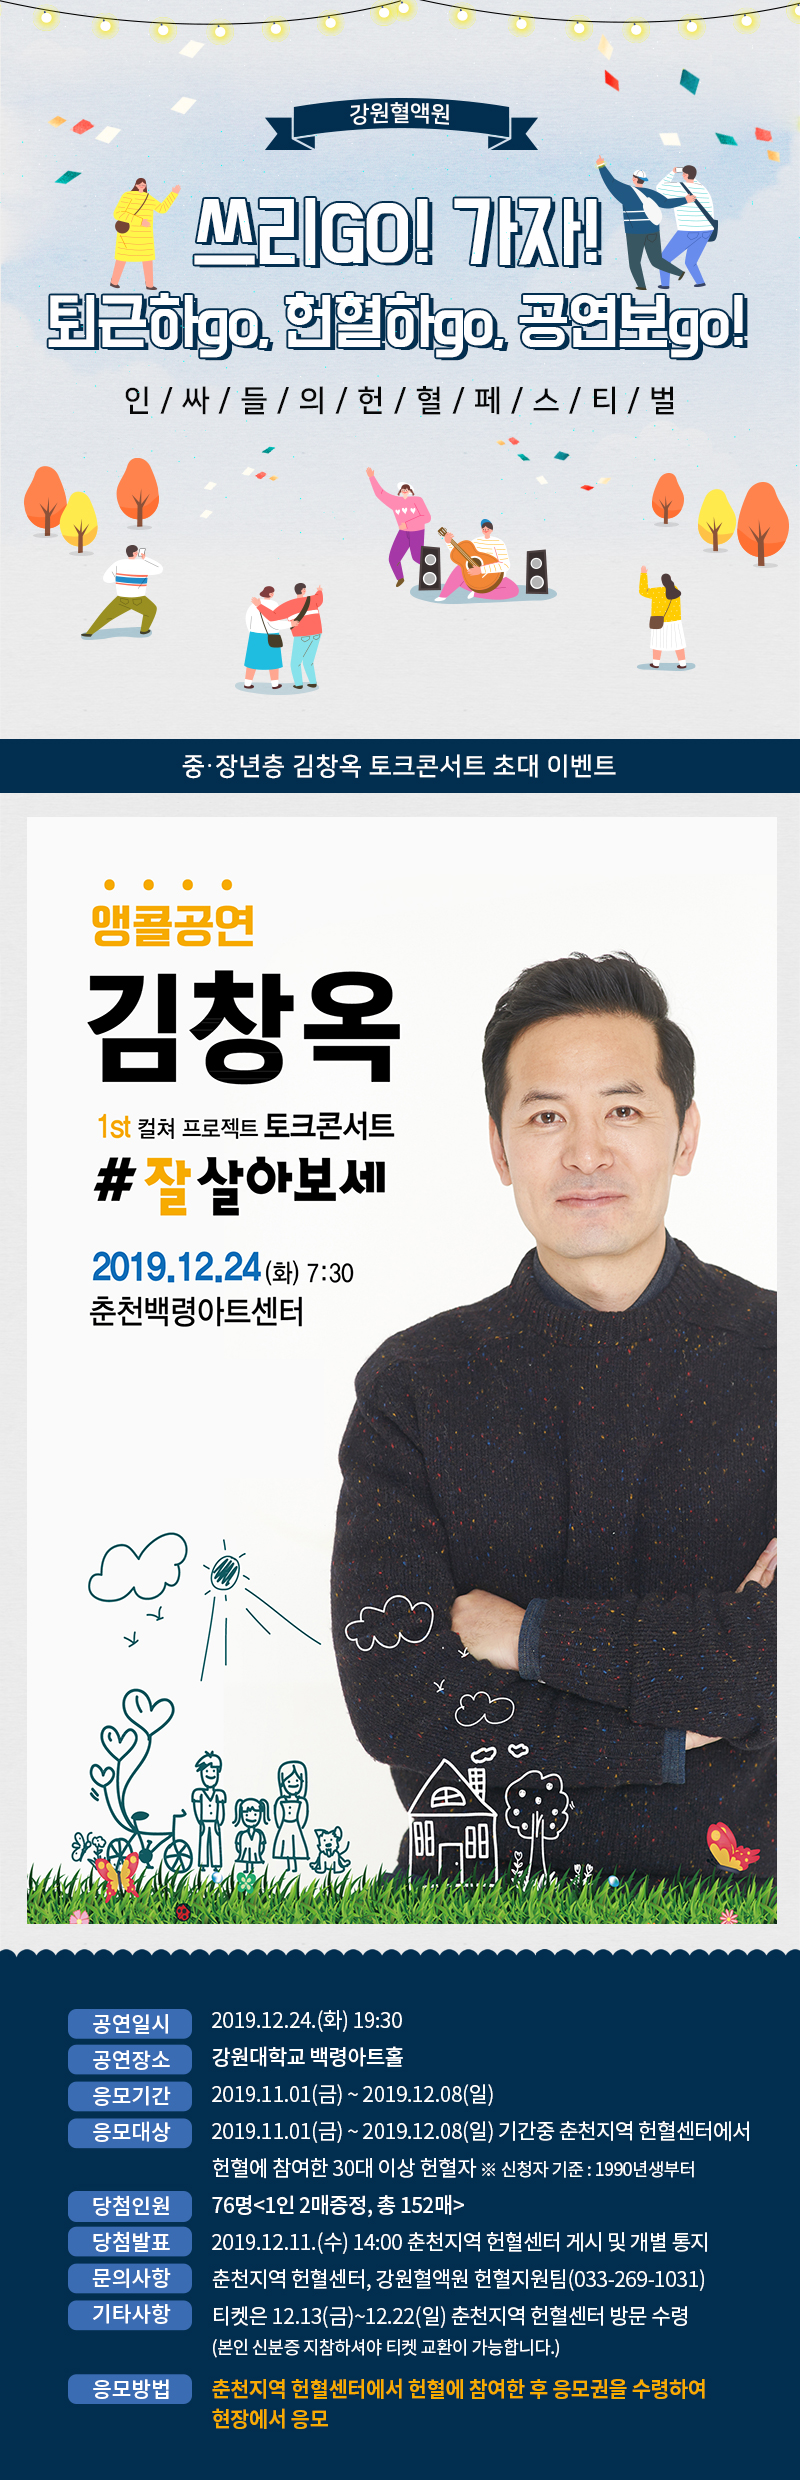 강원혈액원
쓰리GO! 가자!
퇴근하go, 헌혈하go, 공연보go!
인/싸/들/의/헌/혈/페/스/티/벌
중·장년층 김창옥 토크콘서트 초대 이벤트
앵콜공연
김창옥
1st 컬쳐 프로젝트 토크콘서트
#잘살아보세
2019.12.24(화) 7:30
춘천백령아트센터
공연일시 2019.12.24.(화) 19:30
공연장소 강원대학교 백령아트홀
응모기간 2019.11.01(금) ~ 2019.12.08(일)
응모대상 2019.11.01(금) ~ 2019.12.08(일) 기간중 춘천지역 헌혈센터에서
헌혈에 참여한 30대 이상 헌혈자 ※ 신청자 기준 : 1990년생부터
당첨인원 76명<1인 2매증정, 총 152매>
당첨발표 2019.12.11.(수) 14:00 춘천지역 헌혈센터 게시 및 개별 통지
문의사항 춘천지역 헌혈센터, 강원혈액원 헌혈지원팀(033-269-1031)
기타사항 티켓은 12.13(금)~12.22(일) 춘천지역 헌혈센터 방문 수령
(본인 신분증 지참하셔야 티켓 교환이 가능합니다.)
응모방법 춘천지역 헌혈센터에서 헌혈에 참여한 후 응모권을 수령하여
현장에서 응모